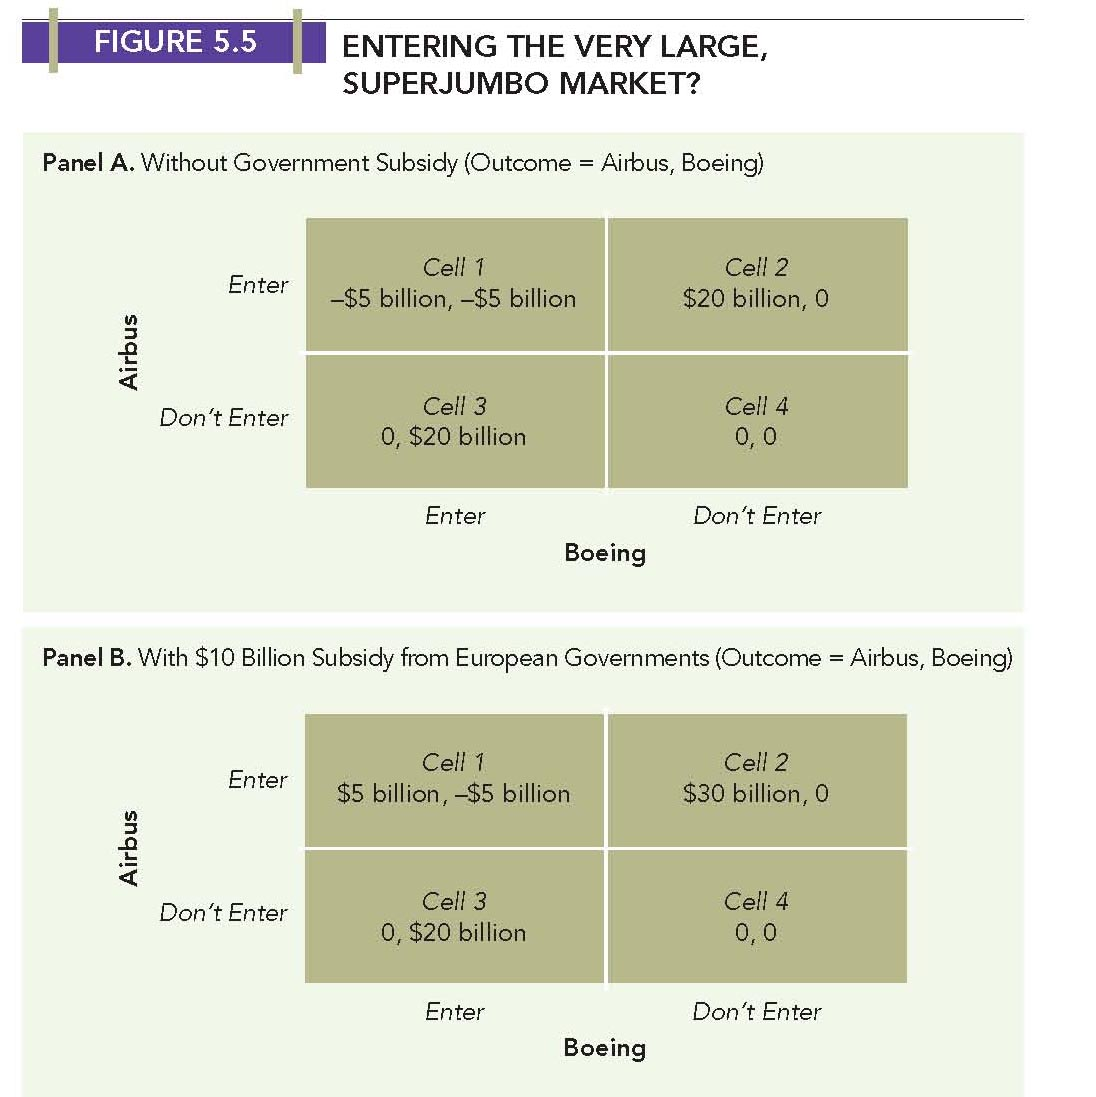 FIGURE 5.5
ENTERING THE VERY LARGE,
SUPERJUMBO MARKET?
Panel A. Without Government Subsidy (Outcome = Airbus, Boeing)
Airbus
Enter
Cell 1
–$5 billion, –$5 billion
Cell 2
$20 billion, 0
Don’t Enter
Cell 3
0, $20 billion
Cell 4
0, 0
Enter
Don’t Enter
Boeing
Panel B. With $10 Billion Subsidy from European Governments (Outcome = Airbus, Boeing)
Airbus
Enter
Cell 1
$5 billion, –$5 billion
Cell 2
$30 billion, 0
Don’t Enter
Cell 3
0, $20 billion
Cell 4
0, 0
Enter
Don’t Enter
Boeing